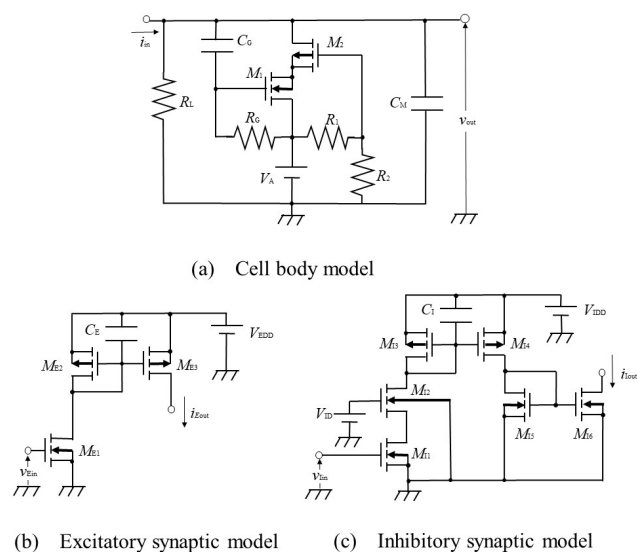 i_in
C_G
M_2
M_1
R_L
R_G
R_1
C_M
v_out
V_A
R_2
(a) Cell body model
C_E
V_EDD
M_E2
M_E3
i_Eout
M_E1
v_Ein
(b) Excitatory synaptic model
C_I
V_IDD
M_I3
M_I4
M_I2
i_Iout
V_ID
M_I5
M_I6
M_I1
v_Iin
(c) Inhibitory synaptic model